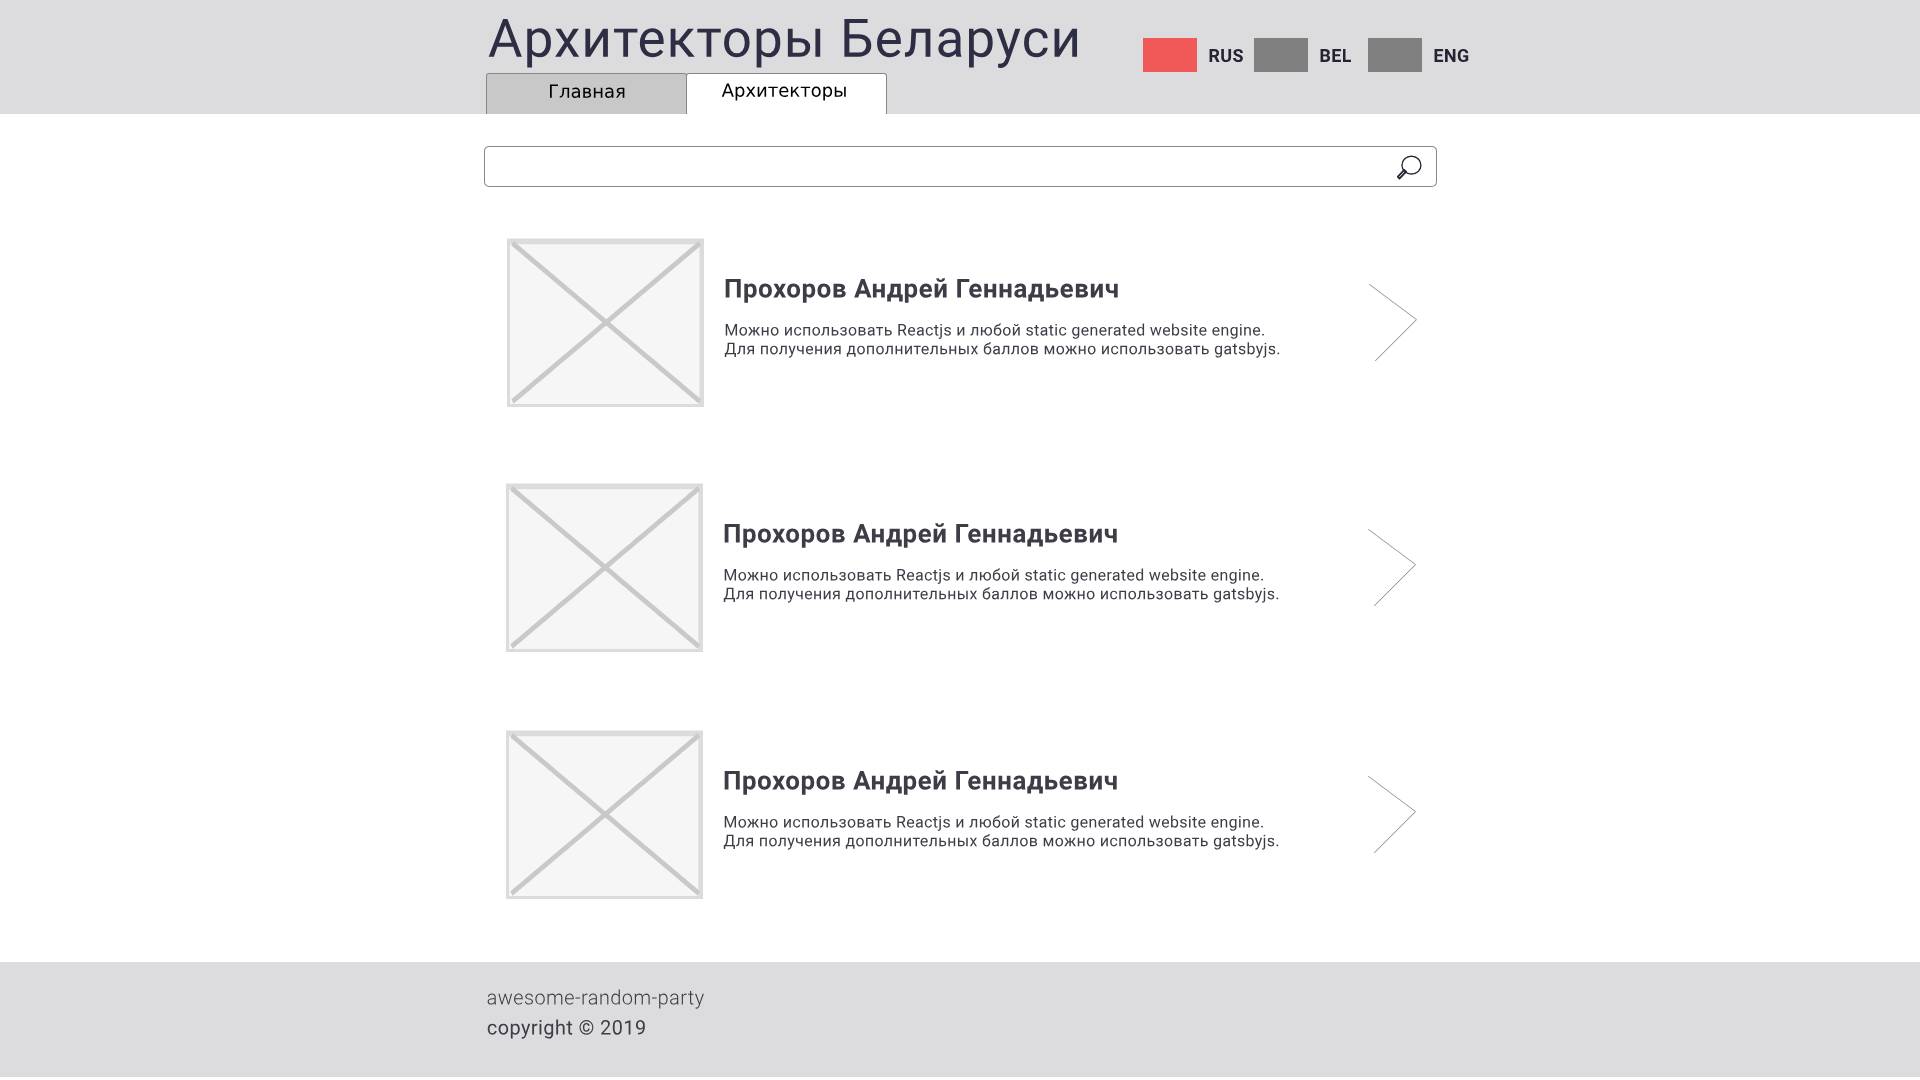 Архитекторы Беларуси
RUS
BEL
ENG
Главная
Архитекторы
Прохоров Андрей Геннадьевич
Можно использовать Reactjs и любой static generated website engine.
Для получения дополнительных баллов можно использовать gatsbyjs.
Прохоров Андрей Геннадьевич
Можно использовать Reactjs и любой static generated website engine.
Для получения дополнительных баллов можно использовать gatsbyjs.
Прохоров Андрей Геннадьевич
Можно использовать Reactjs и любой static generated website engine.
Для получения дополнительных баллов можно использовать gatsbyjs.
awesome-random-party
copyright © 2019